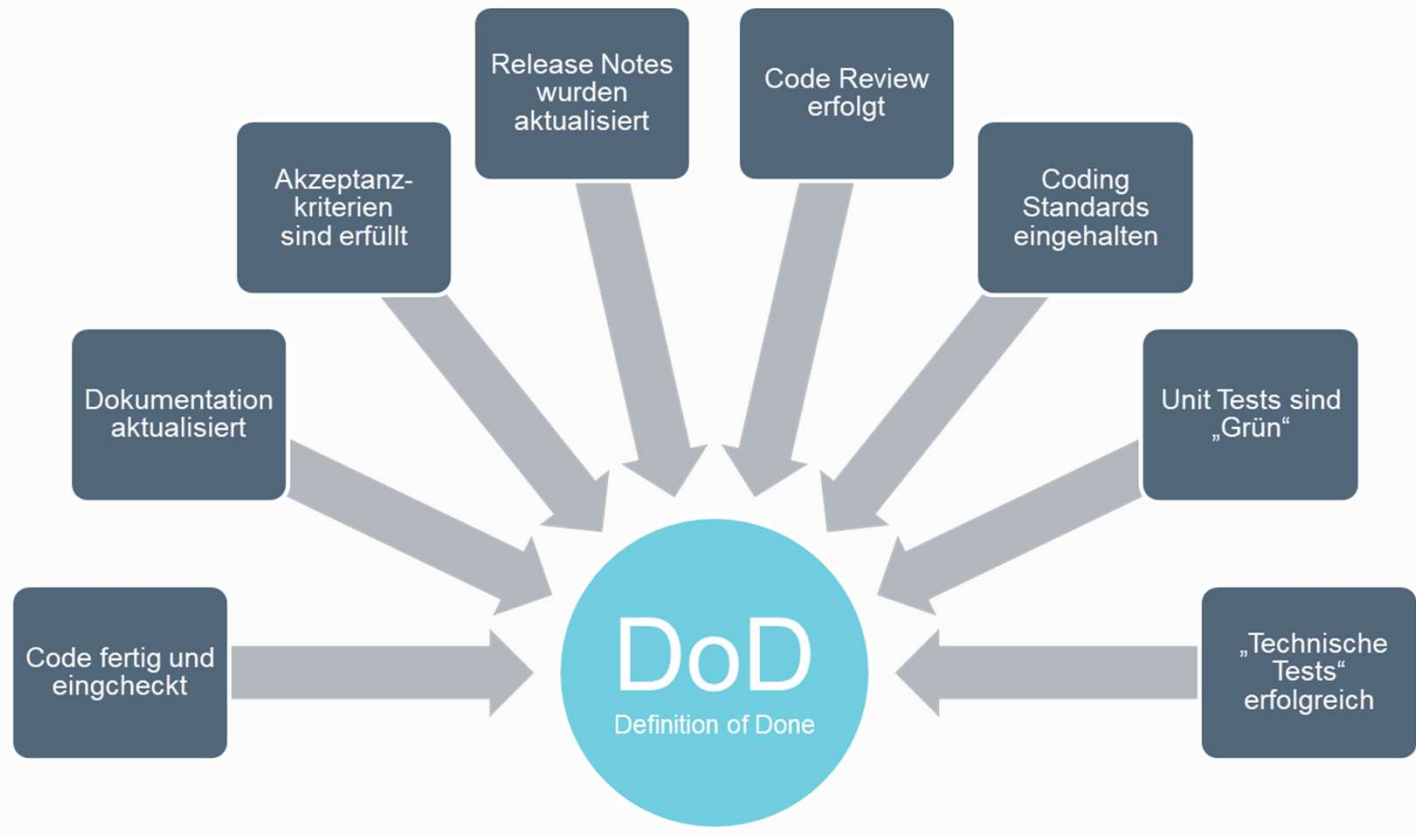 Release Notes
wurden
aktualisiert
Code Review
erfolgt
Akzeptanz-
kriterien
sind erfüllt
Coding
Standards
eingehalten
Dokumentation
aktualisiert
Unit Tests sind
„Grün“
Code fertig und
eingcheckt
DoD
Definition of Done
„Technische
Tests“
erfolgreich